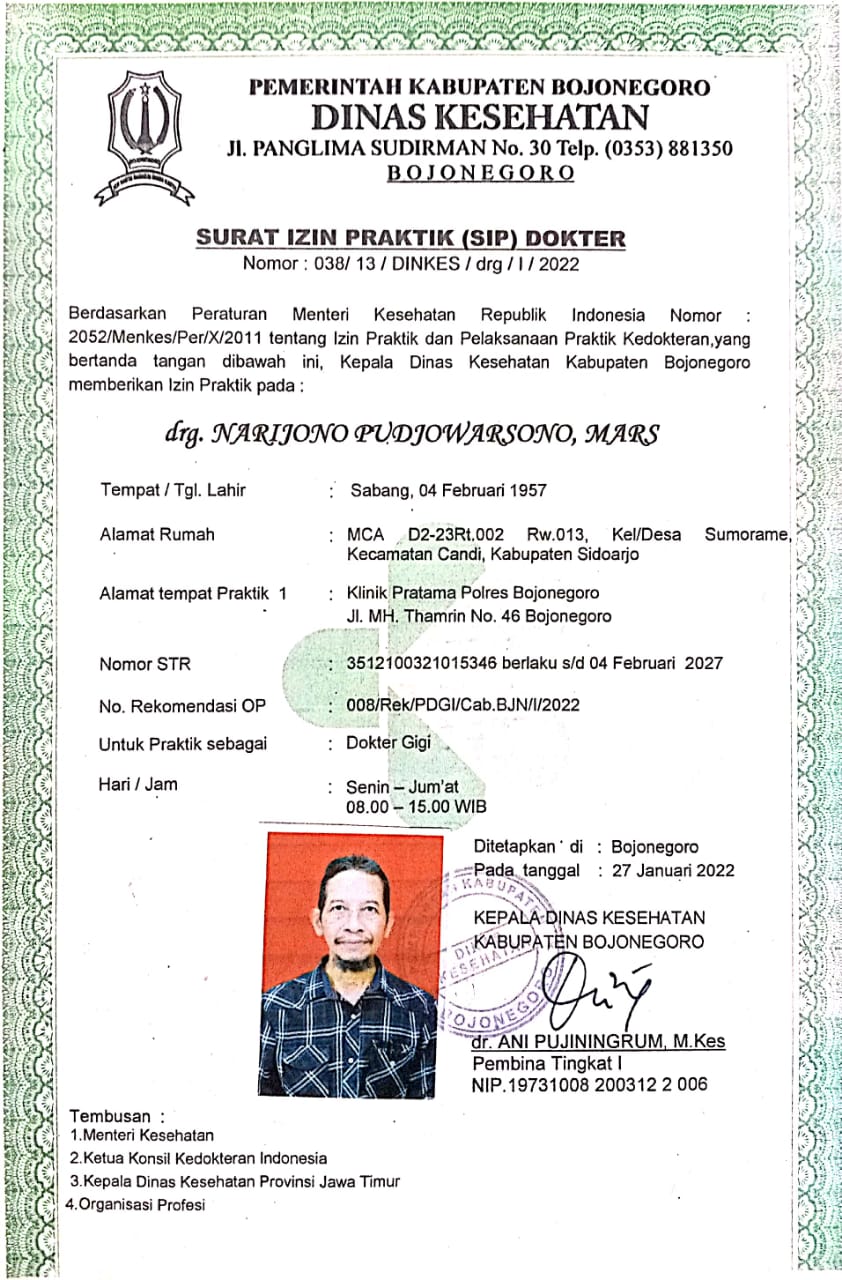 PEMERINTAH KABUPATEN BOJONEGORO
DINAS KESEHATAN
Jl. PANGLIMA SUDIRMAN No. 30 Telp. (0353) 881350
BOJONEGORO
SURAT IZIN PRAKTIK (SIP) DOKTER
Nomor : 038/ 13 / DINKES / drg / I / 2022
Berdasarkan Peraturan Menteri Kesehatan Republik Indonesia Nomor :
2052/Menkes/Per/X/2011 tentang Izin Praktik dan Pelaksanaan Praktik Kedokteran,yang
bertanda tangan dibawah ini, Kepala Dinas Kesehatan Kabupaten Bojonegoro
memberikan Izin Praktik pada :
drg. NARIJONO PUDJOWARSONO, MARS
Tempat / Tgl. Lahir : Sabang, 04 Februari 1957
Alamat Rumah : MCA D2-23Rt.002 Rw.013, Kel/Desa Sumorame,
Kecamatan Candi, Kabupaten Sidoarjo
Alamat tempat Praktik 1 : Klinik Pratama Polres Bojonegoro
Jl. MH. Thamrin No. 46 Bojonegoro
Nomor STR : 3512100321015346 berlaku s/d 04 Februari 2027
No. Rekomendasi OP : 008/Rek/PDGI/Cab.BJN/I/2022
Untuk Praktik sebagai : Dokter Gigi
Hari / Jam : Senin – Jum'at
08.00 – 15.00 WIB
Ditetapkan di : Bojonegoro
Pada tanggal : 27 Januari 2022
KEPALA DINAS KESEHATAN
KABUPATEN BOJONEGORO
DINAS
KESEHATAN
BOJONEGORO
dr. ANI PUJININGRUM, M.Kes
Pembina Tingkat I
NIP.19731008 200312 2 006
Tembusan :
1.Menteri Kesehatan
2.Ketua Konsil Kedokteran Indonesia
3.Kepala Dinas Kesehatan Provinsi Jawa Timur
4.Organisasi Profesi